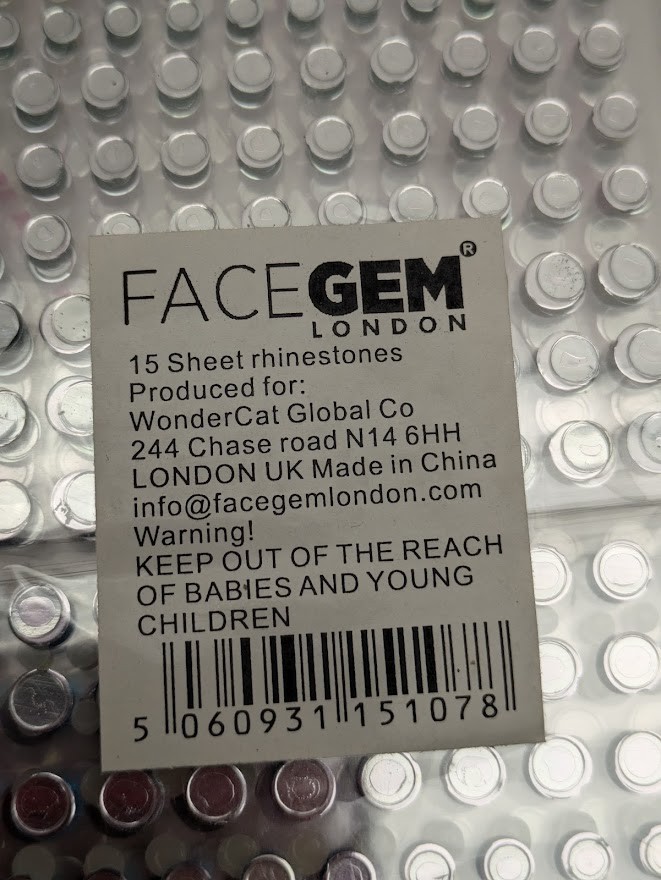 FACEGEM®
LONDON
15 Sheet rhinestones
Produced for:
WonderCat Global Co
244 Chase road N14 6HH
LONDON UK Made in China
info@facegemlondon.com
Warning!
KEEP OUT OF THE REACH
OF BABIES AND YOUNG
CHILDREN
5 060931 151078